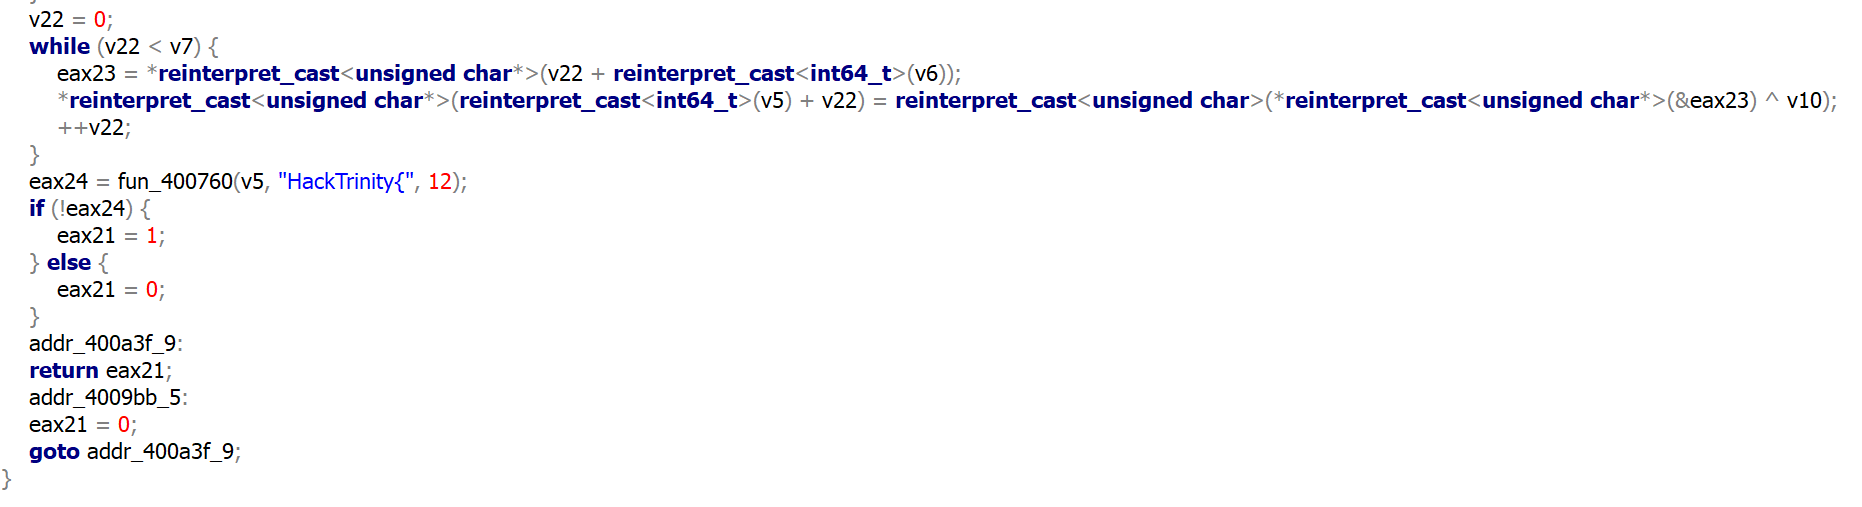 }
v22 = 0;
while (v22 < v7) {
eax23 = *reinterpret_cast<unsigned char*>(v22 + reinterpret_cast<int64_t>(v6));
*reinterpret_cast<unsigned char*>(reinterpret_cast<int64_t>(v5) + v22) = reinterpret_cast<unsigned char>(*reinterpret_cast<unsigned char*>(&eax23) ^ v10);
++v22;
}
eax24 = fun_400760(v5, "HackTrinity{", 12);
if (!eax24) {
eax21 = 1;
} else {
eax21 = 0;
}
addr_400a3f_9:
return eax21;
addr_4009bb_5:
eax21 = 0;
goto addr_400a3f_9;
}